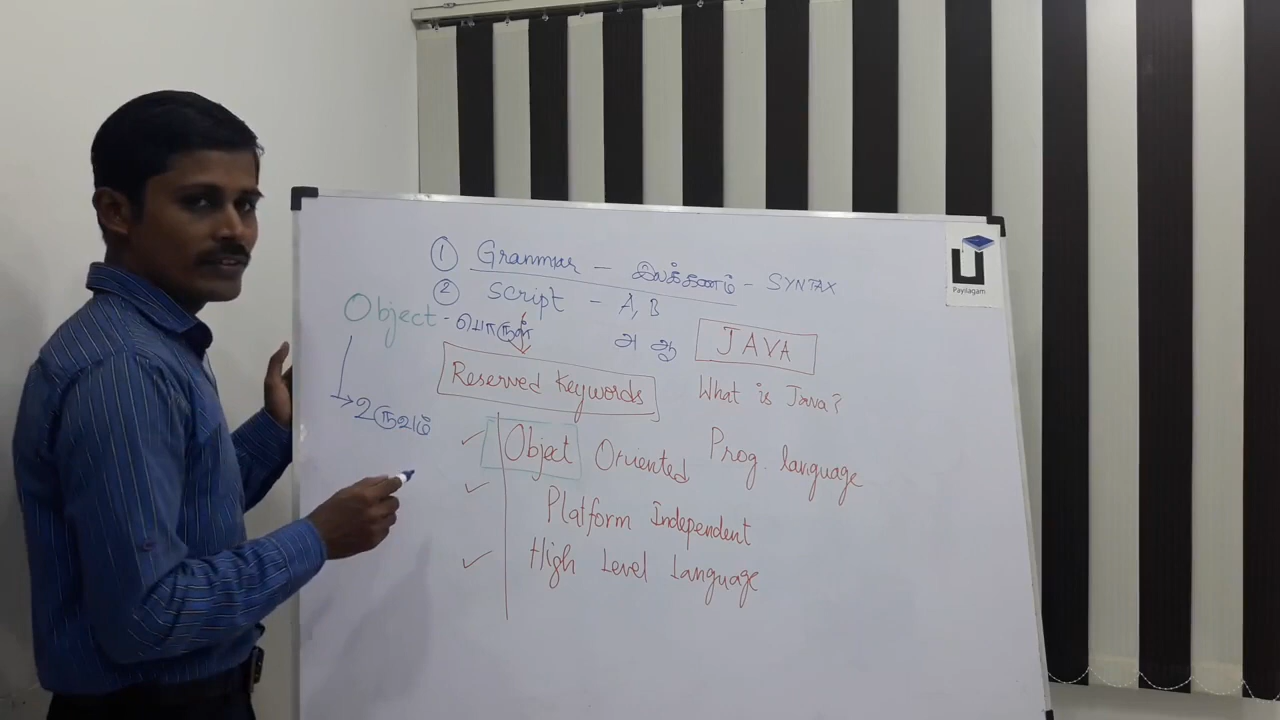 ① Granmar – இலக்கணம் – SYNTAX
② Script – A, B
Object - பொருள்
அ ஆ
JAVA
Reserved Keywords
What is Java?
உருவம்
Object Oriented Prog. language
Platform Independent
High Level Language
Payilagam